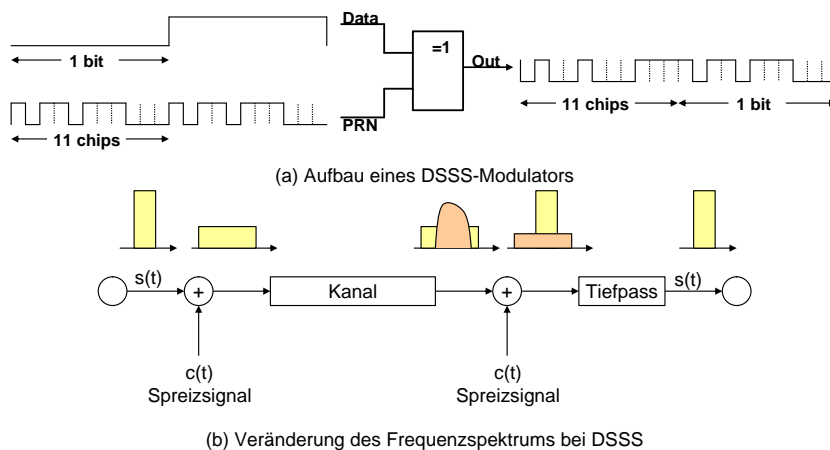 Data
=1
1 bit
Out
PRN
11 chips
11 chips
1 bit
(a) Aufbau eines DSSS-Modulators
s(t)
+
Kanal
+
Tiefpass
s(t)
c(t)
Spreizsignal
c(t)
Spreizsignal
(b) Veränderung des Frequenzspektrums bei DSSS